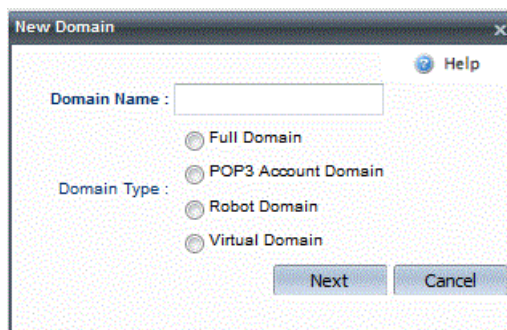 New Domain
Help
Domain Name :
Full Domain
POP3 Account Domain
Domain Type :
Robot Domain
Virtual Domain
Next Cancel